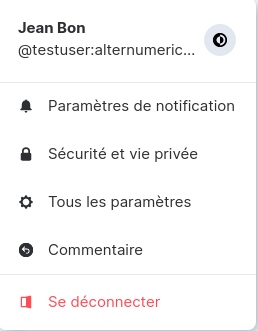 Jean Bon
@testuser:alternumeric...
Paramètres de notification
Sécurité et vie privée
Tous les paramètres
Commentaire
Se déconnecter